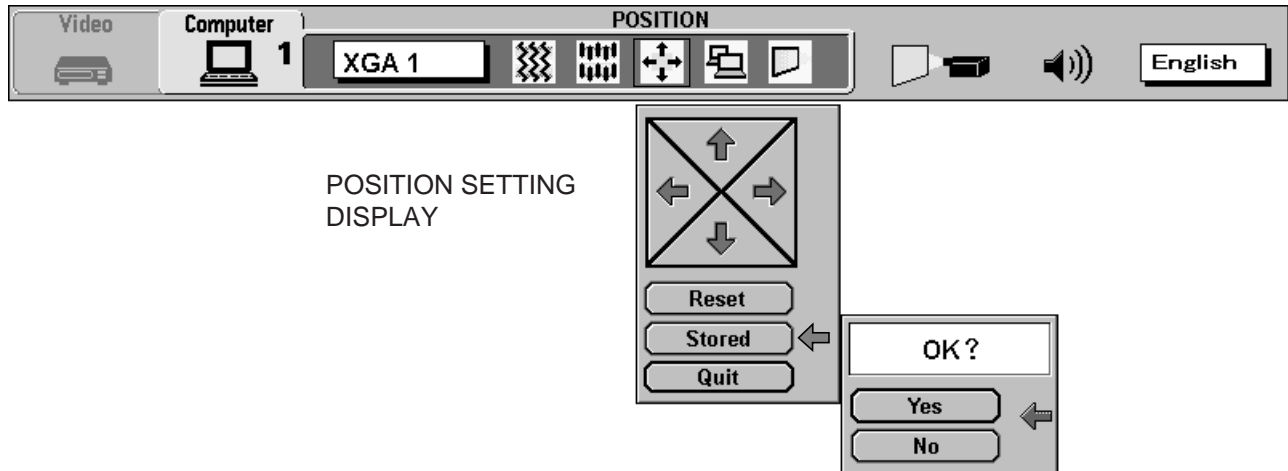 Video
Computer
POSITION
1
XGA 1
English
POSITION SETTING
DISPLAY
Reset
Stored
Quit
OK?
Yes
No